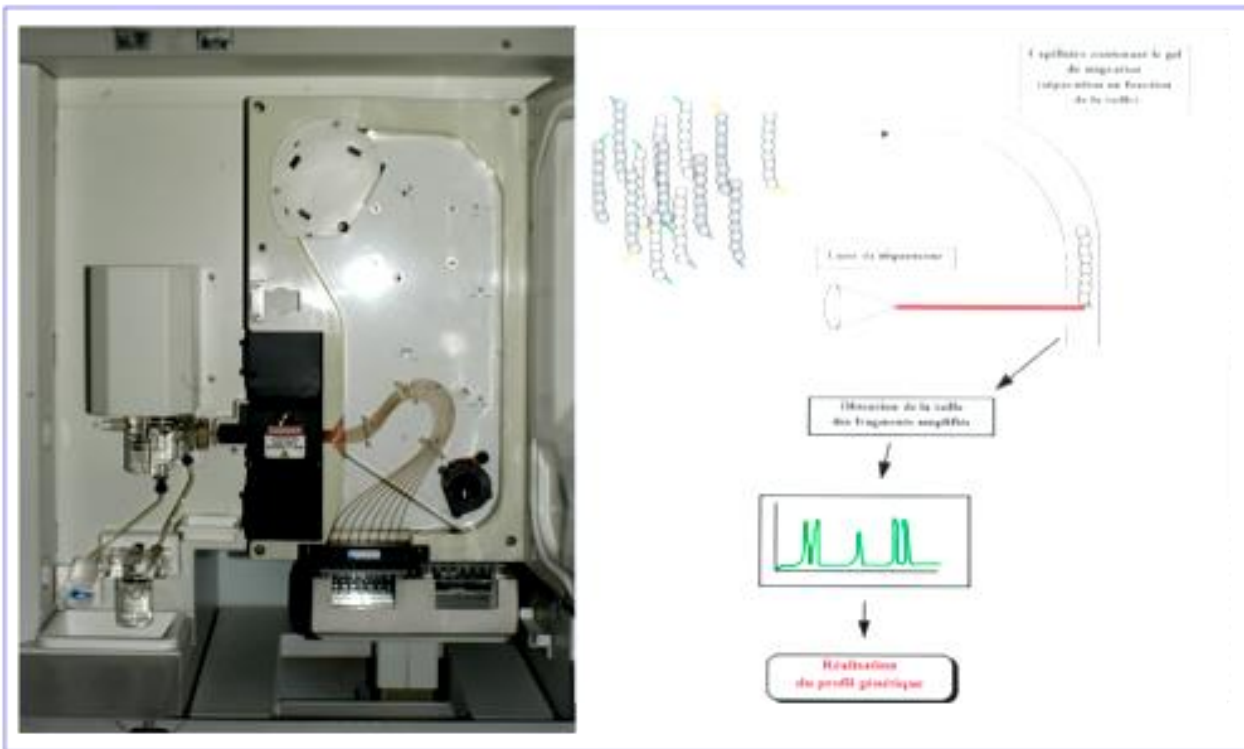 Capillaire contenant le gel
de migration
(séparation en fonction
de la taille)
Laser de
Obtention de la taille
des fragments amplifiés
Réalisation
du profil génétique